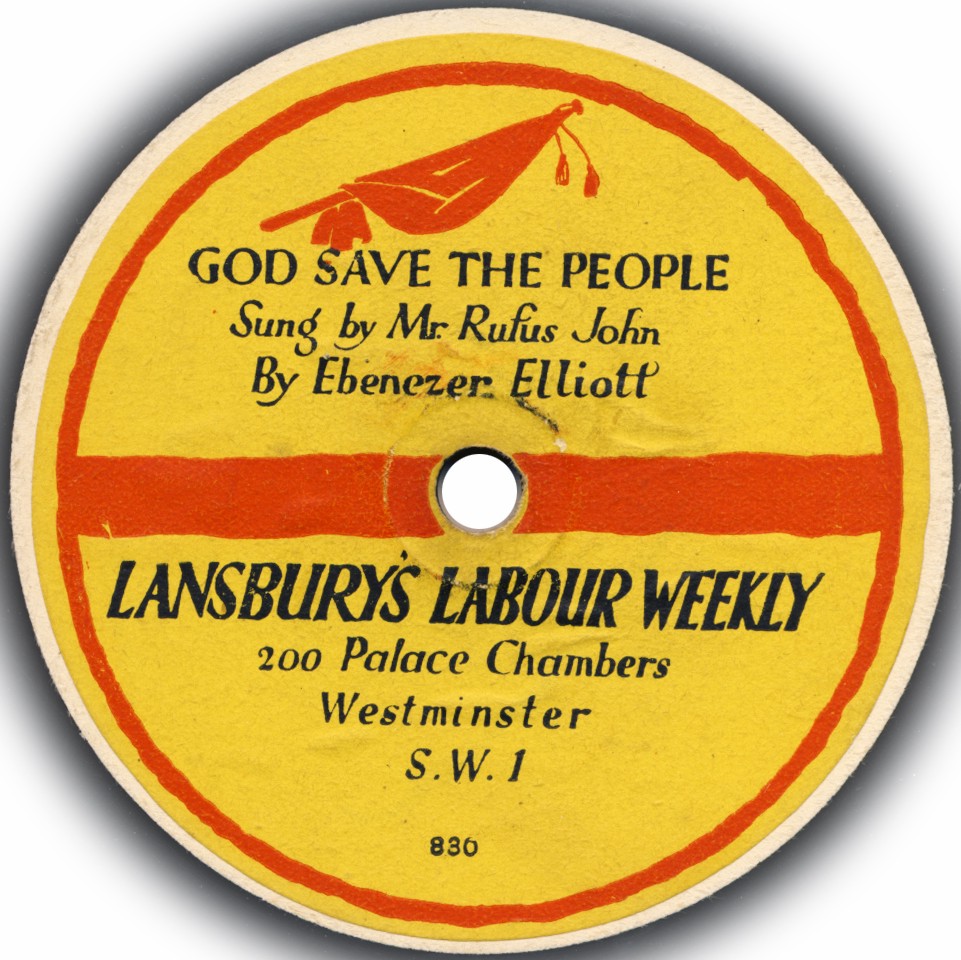 GOD SAVE THE PEOPLE
Sung by Mr. Rufus John
By Ebenezer Elliott
LANSBURY'S LABOUR WEEKLY
200 Palace Chambers
Westminster
S.W. 1
830